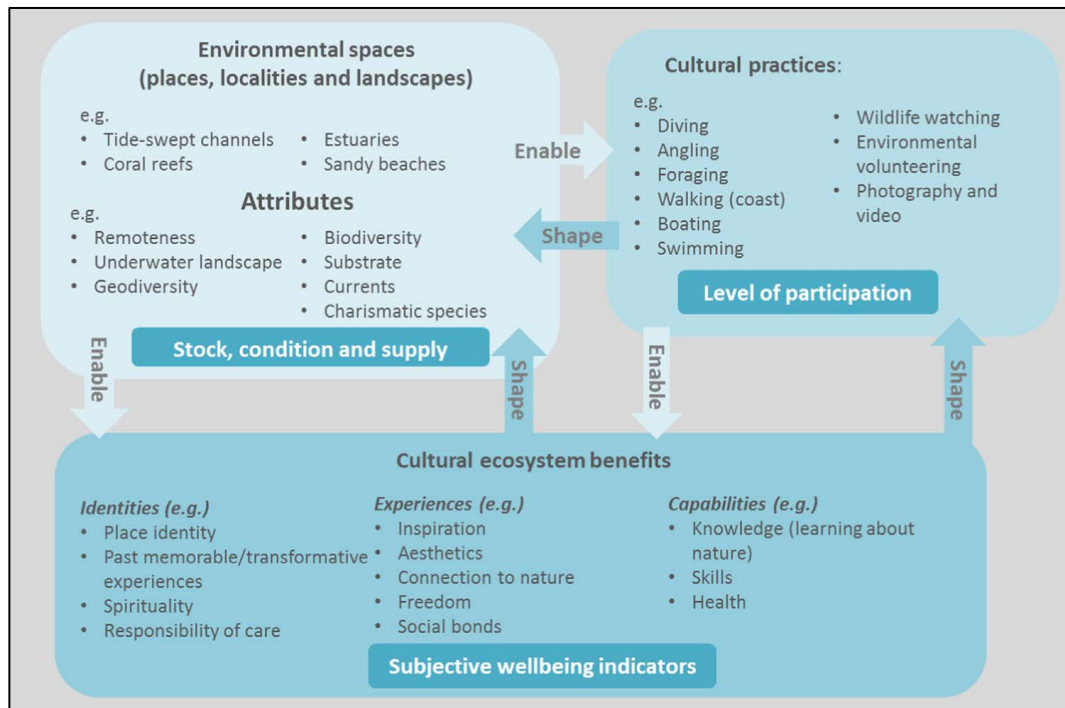 Environmental spaces
(places, localities and landscapes)
e.g.
• Tide-swept channels
• Coral reefs
• Estuaries
• Sandy beaches
Attributes
e.g.
• Remoteness
• Underwater landscape
• Geodiversity
• Biodiversity
• Substrate
• Currents
• Charismatic species
Stock, condition and supply
Enable
Shape
Cultural practices:
e.g.
• Diving
• Angling
• Foraging
• Walking (coast)
• Boating
• Swimming
• Wildlife watching
• Environmental
volunteering
• Photography and
video
Level of participation
Enable
Shape
Enable
Shape
Cultural ecosystem benefits
Identities (e.g.)
• Place identity
• Past memorable/transformative
experiences
• Spirituality
• Responsibility of care
Experiences (e.g.)
• Inspiration
• Aesthetics
• Connection to nature
• Freedom
• Social bonds
Capabilities (e.g.)
• Knowledge (learning about
nature)
• Skills
• Health
Subjective wellbeing indicators